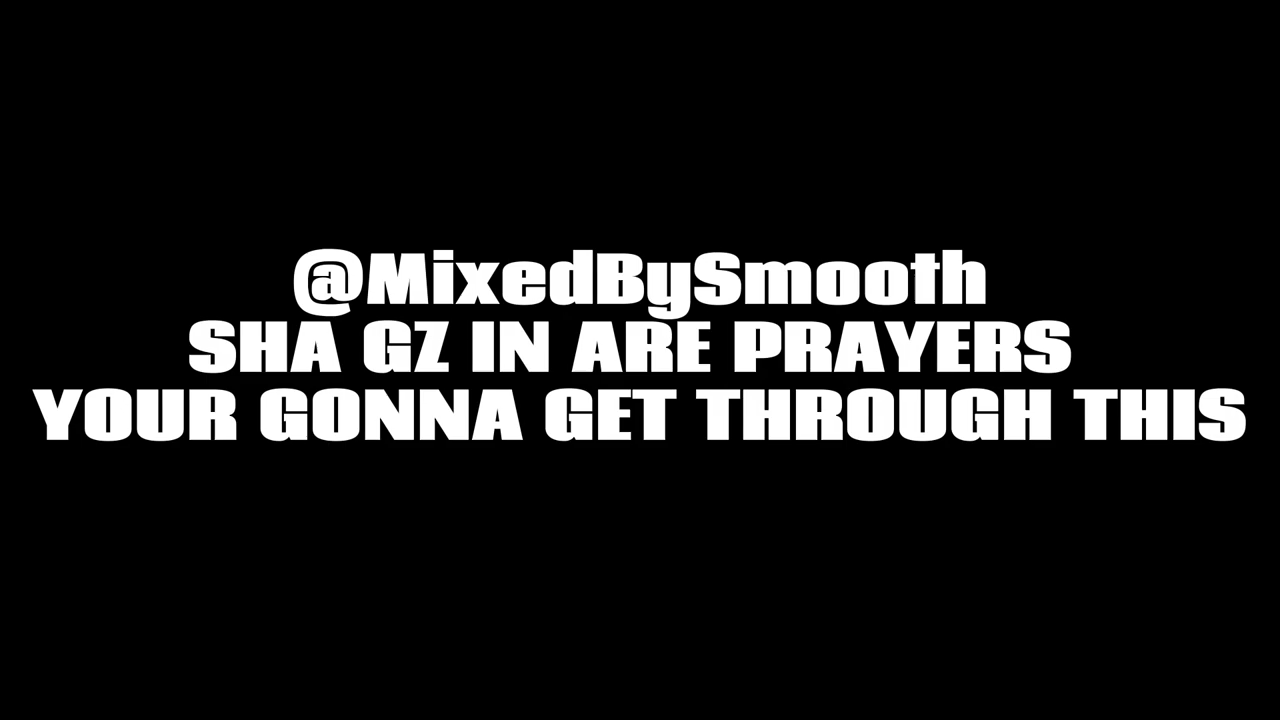 @MixedBySmooth
SHA GZ IN ARE PRAYERS
YOUR GONNA GET THROUGH THIS